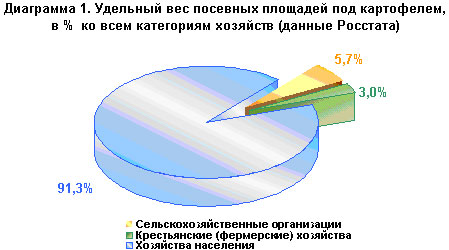 Диаграмма 1. Удельный вес посевных площадей под картофелем,
в % ко всем категориям хозяйств (данные Росстата)
5,7%
3,0%
91,3%
Сельскохозяйственные организации
Крестьянские (фермерские) хозяйства
Хозяйства населения